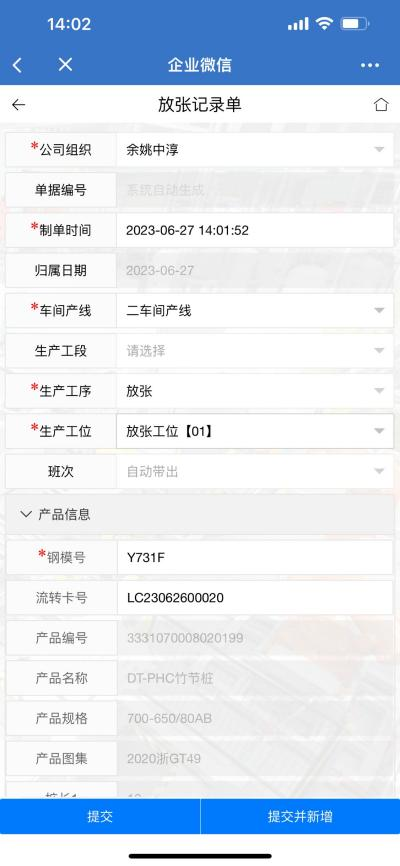 14:02
企业微信
放张记录单
*公司组织 余姚中淳
单据编号 系统自动生成
*制单时间 2023-06-27 14:01:52
归属日期 2023-06-27
*车间产线 二车间产线
生产工段 请选择
*生产工序 放张
*生产工位 放张工位【01】
班次 自动带出
产品信息
*钢模号 Y731F
流转卡号 LC23062600020
产品编号 3331070008020199
产品名称 DT-PHC竹节桩
产品规格 700-650/80AB
产品图集 2020浙GT49
提交 提交并新增